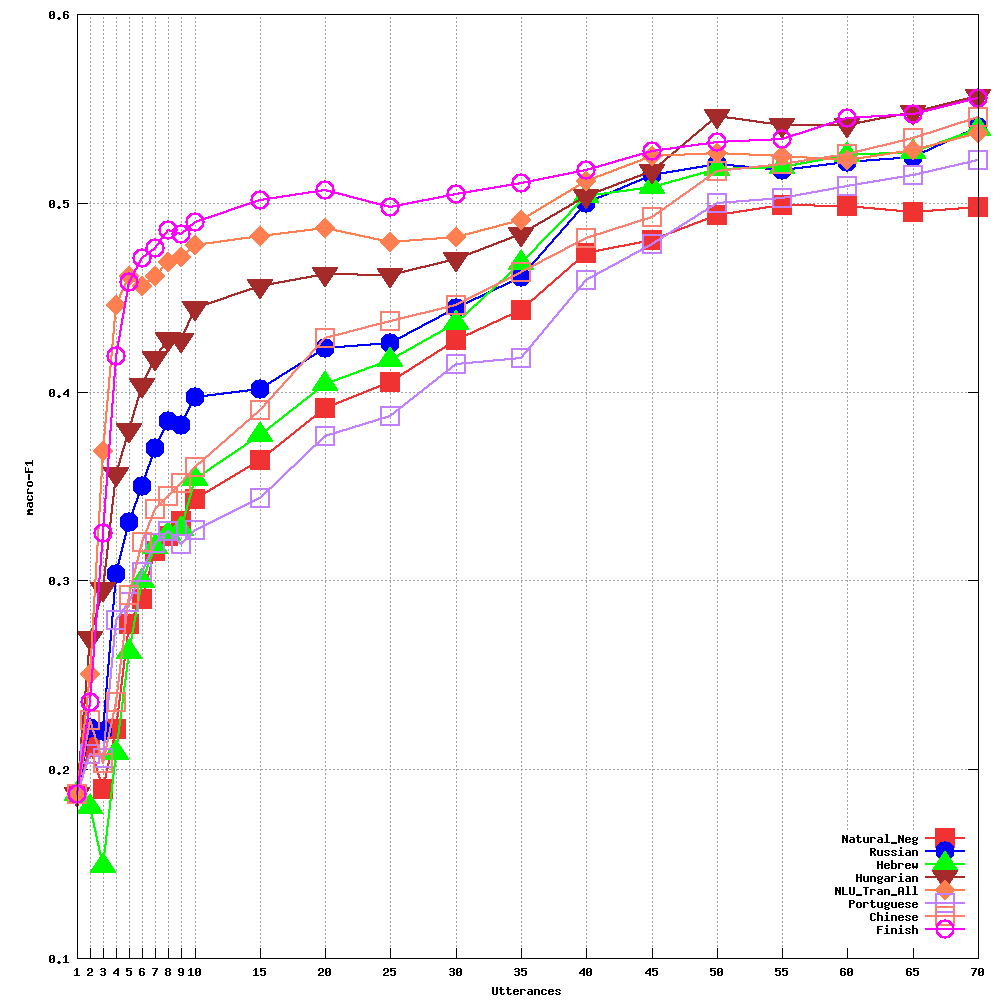 0.6
0.5
0.4
0.3
0.2
0.1
macro-F1
1 2 3 4 5 6 7 8 9 10 15 20 25 30 35 40 45 50 55 60 65 70
Utterances
Natural_Neg
Russian
Hebrew
Hungarian
NLU_Tran_All
Portuguese
Chinese
Finish